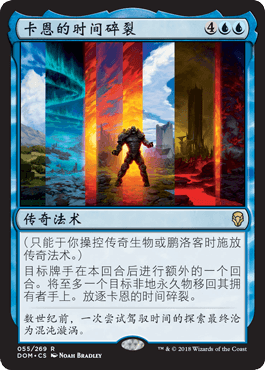 卡恩的时间碎裂 4
传奇法术
(只能于你操控传奇生物或鹏洛客时施放
传奇法术。)
目标牌手在本回合后进行额外的一个回
合。将至多一个目标非地永久物移回其拥
有者手上。放逐卡恩的时间碎裂。
数世纪前，一次尝试驾驭时间的探索最终沦
为混沌漩涡。
055/269 R
DOM • CS NOAH BRADLEY
™ & © 2018 Wizards of the Coast